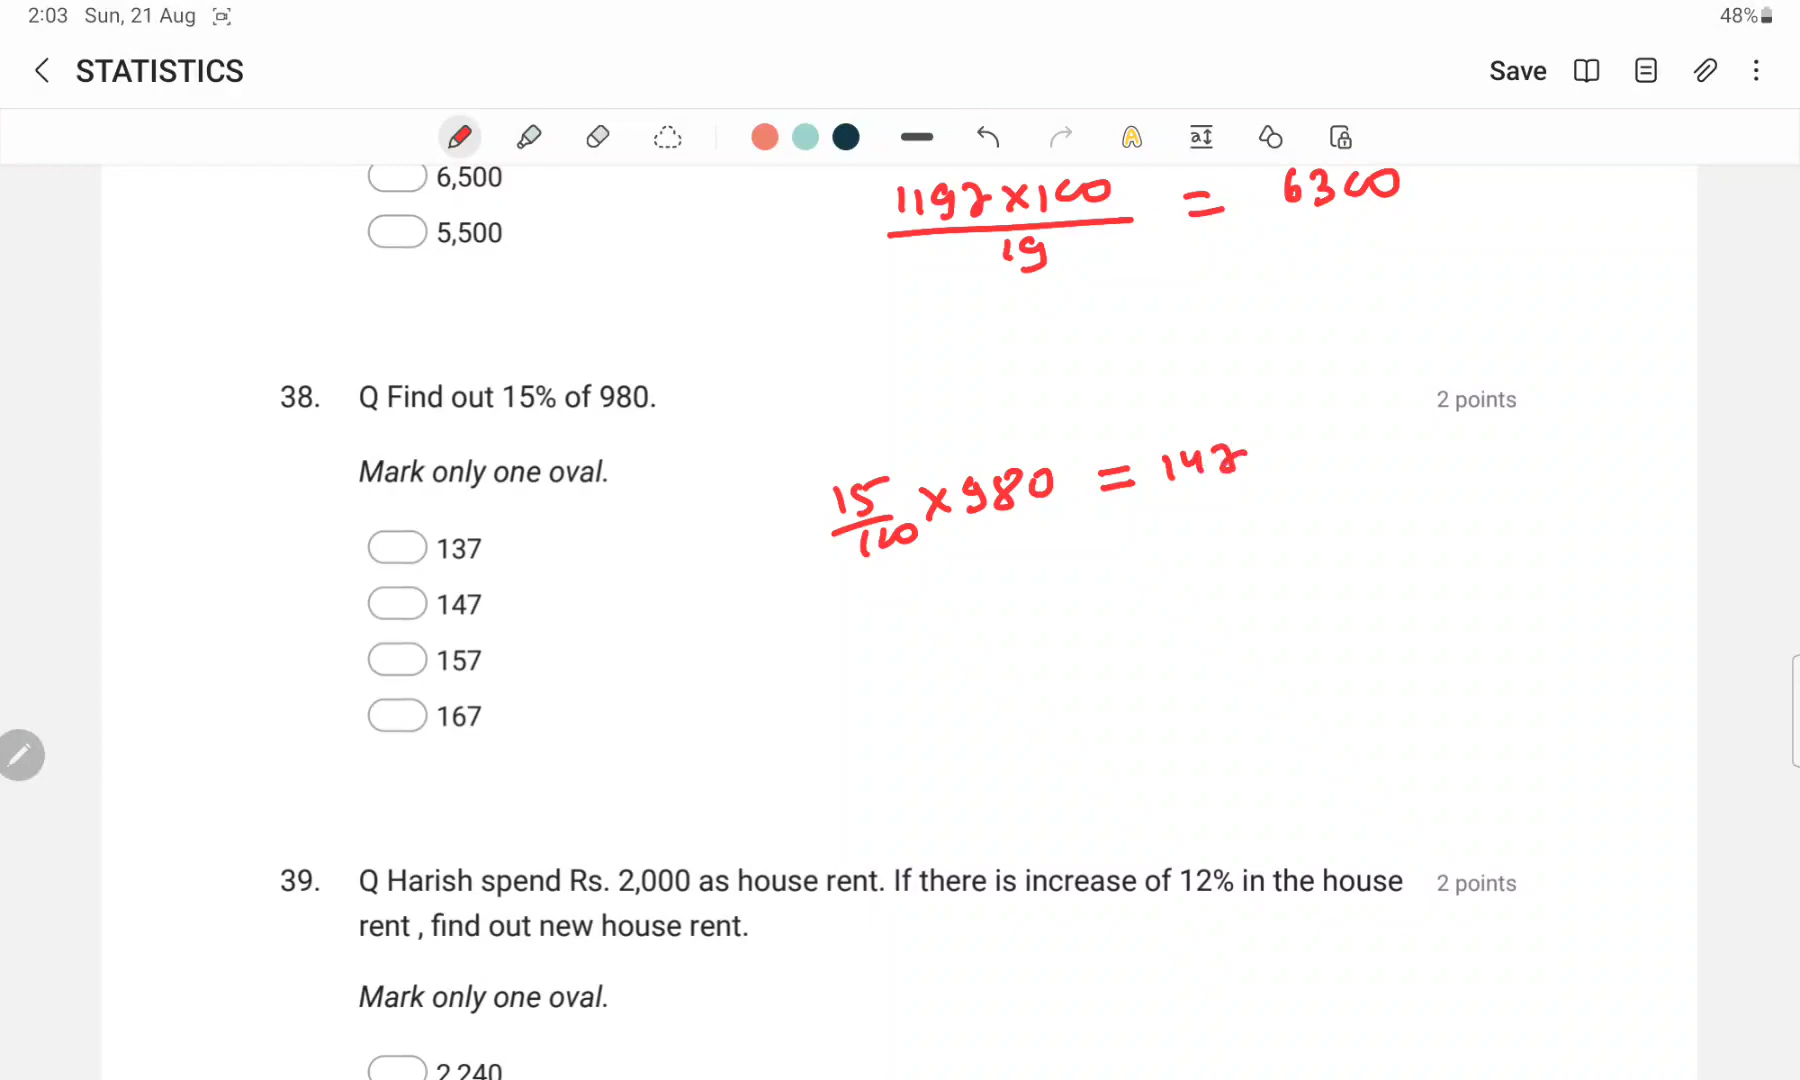 2:03 Sun, 21 Aug
48%
STATISTICS
Save
6,500
5,500
1197 x 100 = 6300
19
38. Q Find out 15% of 980. 2 points
Mark only one oval.
15 x 980 = 147
100
137
147
157
167
39. Q Harish spend Rs. 2,000 as house rent. If there is increase of 12% in the house 2 points
rent , find out new house rent.
Mark only one oval.
2,240